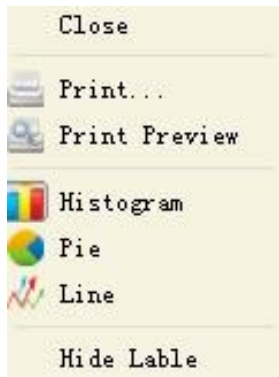 Close
Print...
Print Preview
Histogram
Pie
Line
Hide Lable